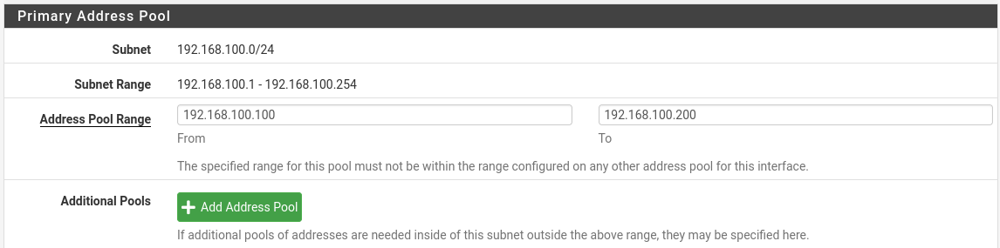 Primary Address Pool
Subnet 192.168.100.0/24
Subnet Range 192.168.100.1 - 192.168.100.254
Address Pool Range 192.168.100.100 192.168.100.200
From To
The specified range for this pool must not be within the range configured on any other address pool for this interface.
Additional Pools Add Address Pool
If additional pools of addresses are needed inside of this subnet outside the above range, they may be specified here.